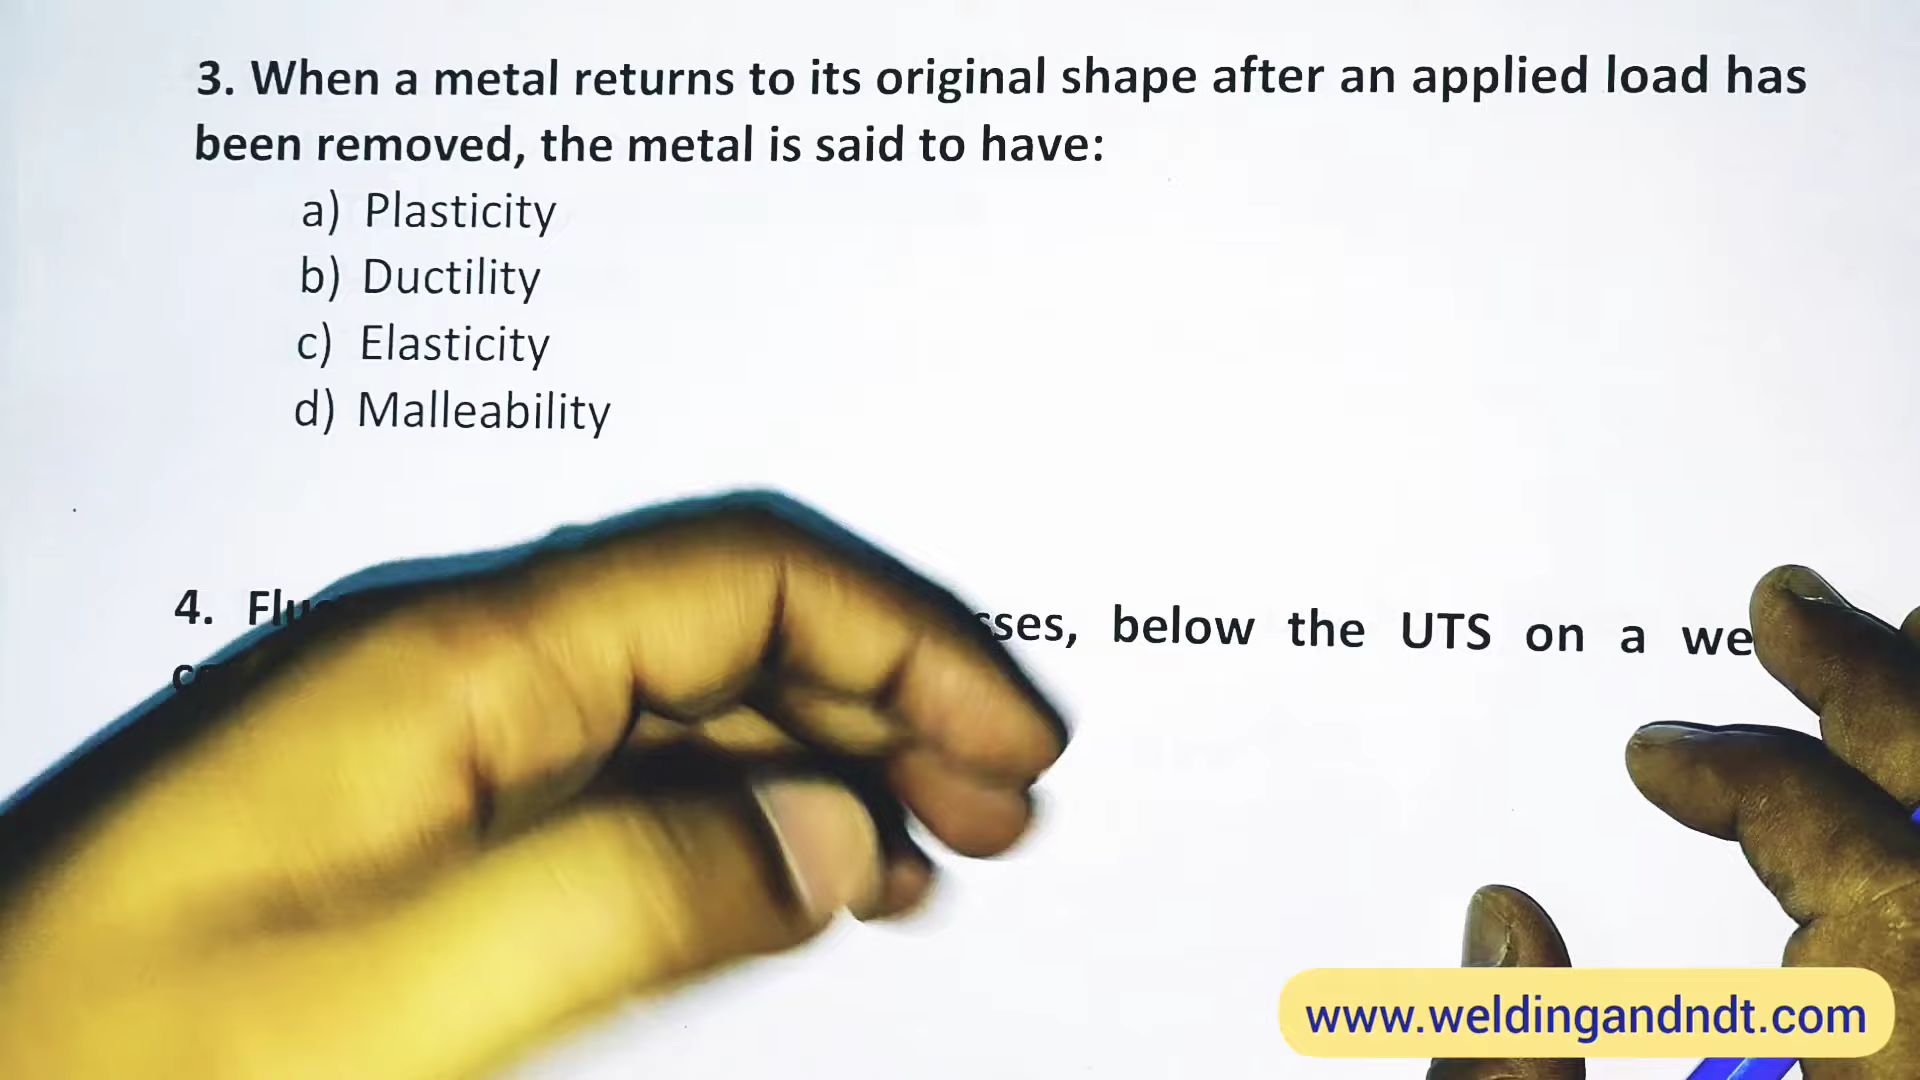 3. When a metal returns to its original shape after an applied load has
been removed, the metal is said to have:
a) Plasticity
b) Ductility
c) Elasticity
d) Malleability
4. below the UTS on a
www.weldingandndt.com